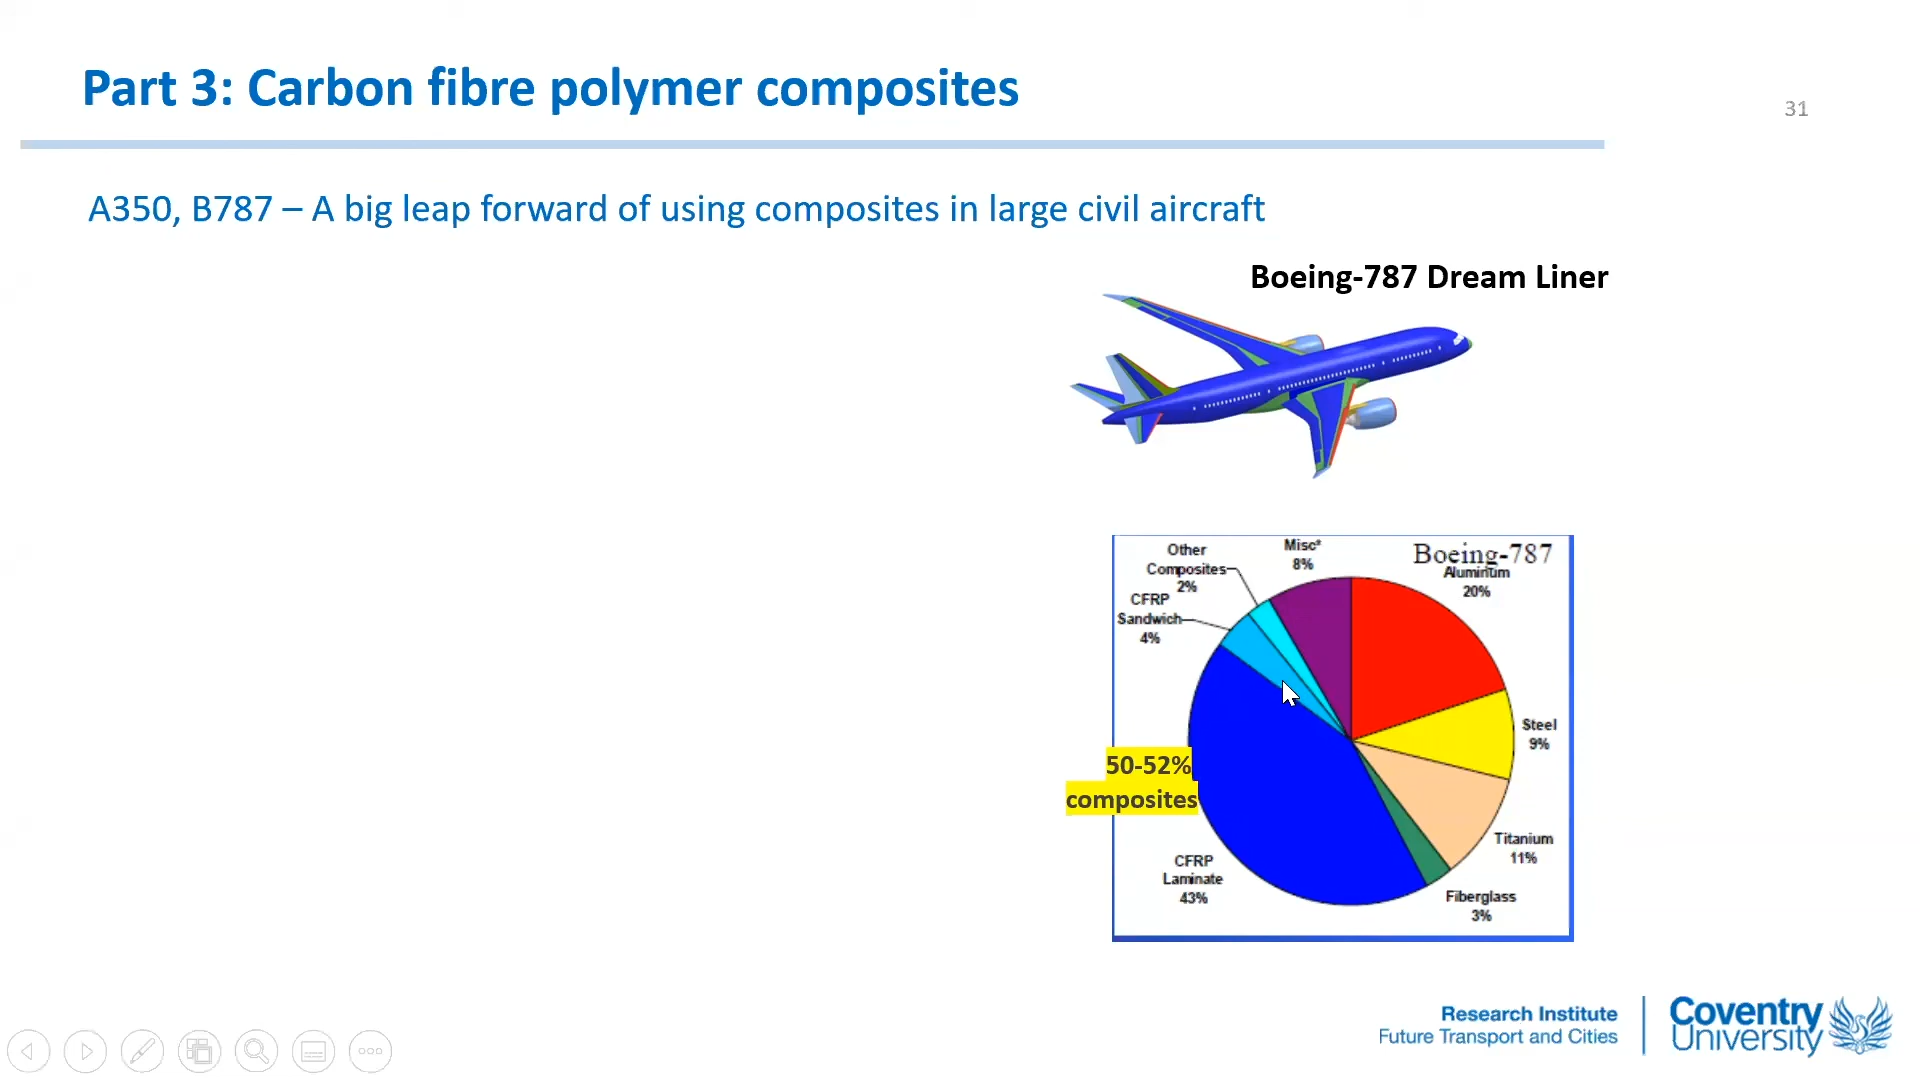 Part 3: Carbon fibre polymer composites
31
A350, B787 – A big leap forward of using composites in large civil aircraft
Boeing-787 Dream Liner
Boeing-787
Other
Composites
2%
Misc*
8%
Aluminum
20%
CFRP
Sandwich
4%
Steel
9%
50-52%
composites
Titanium
11%
CFRP
Laminate
43%
Fiberglass
3%
Research Institute
Future Transport and Cities
Coventry
University